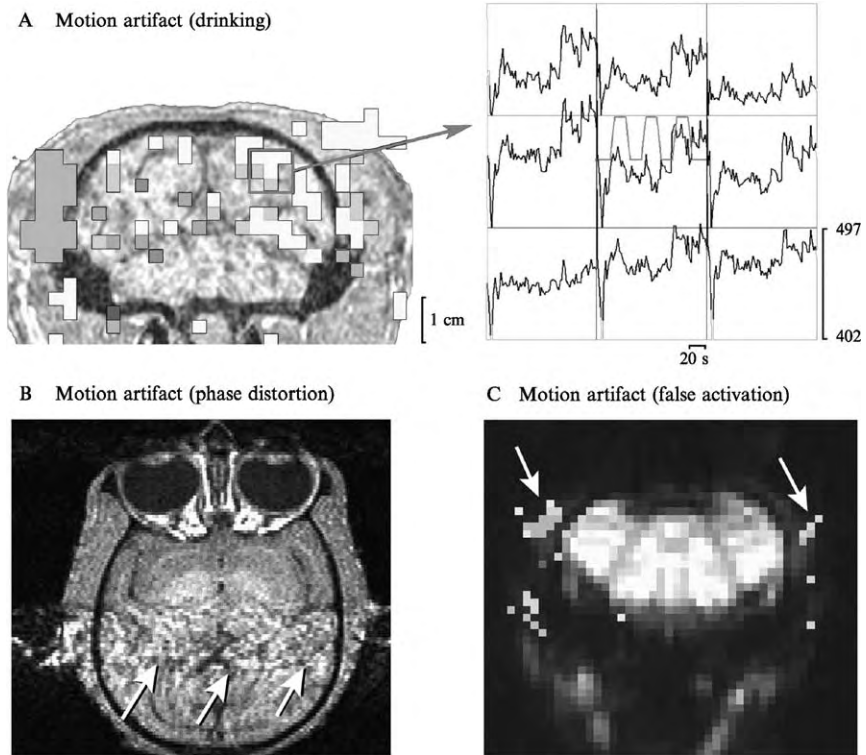 A Motion artifact (drinking)
497
1 cm
402
20 s
B Motion artifact (phase distortion)
C Motion artifact (false activation)